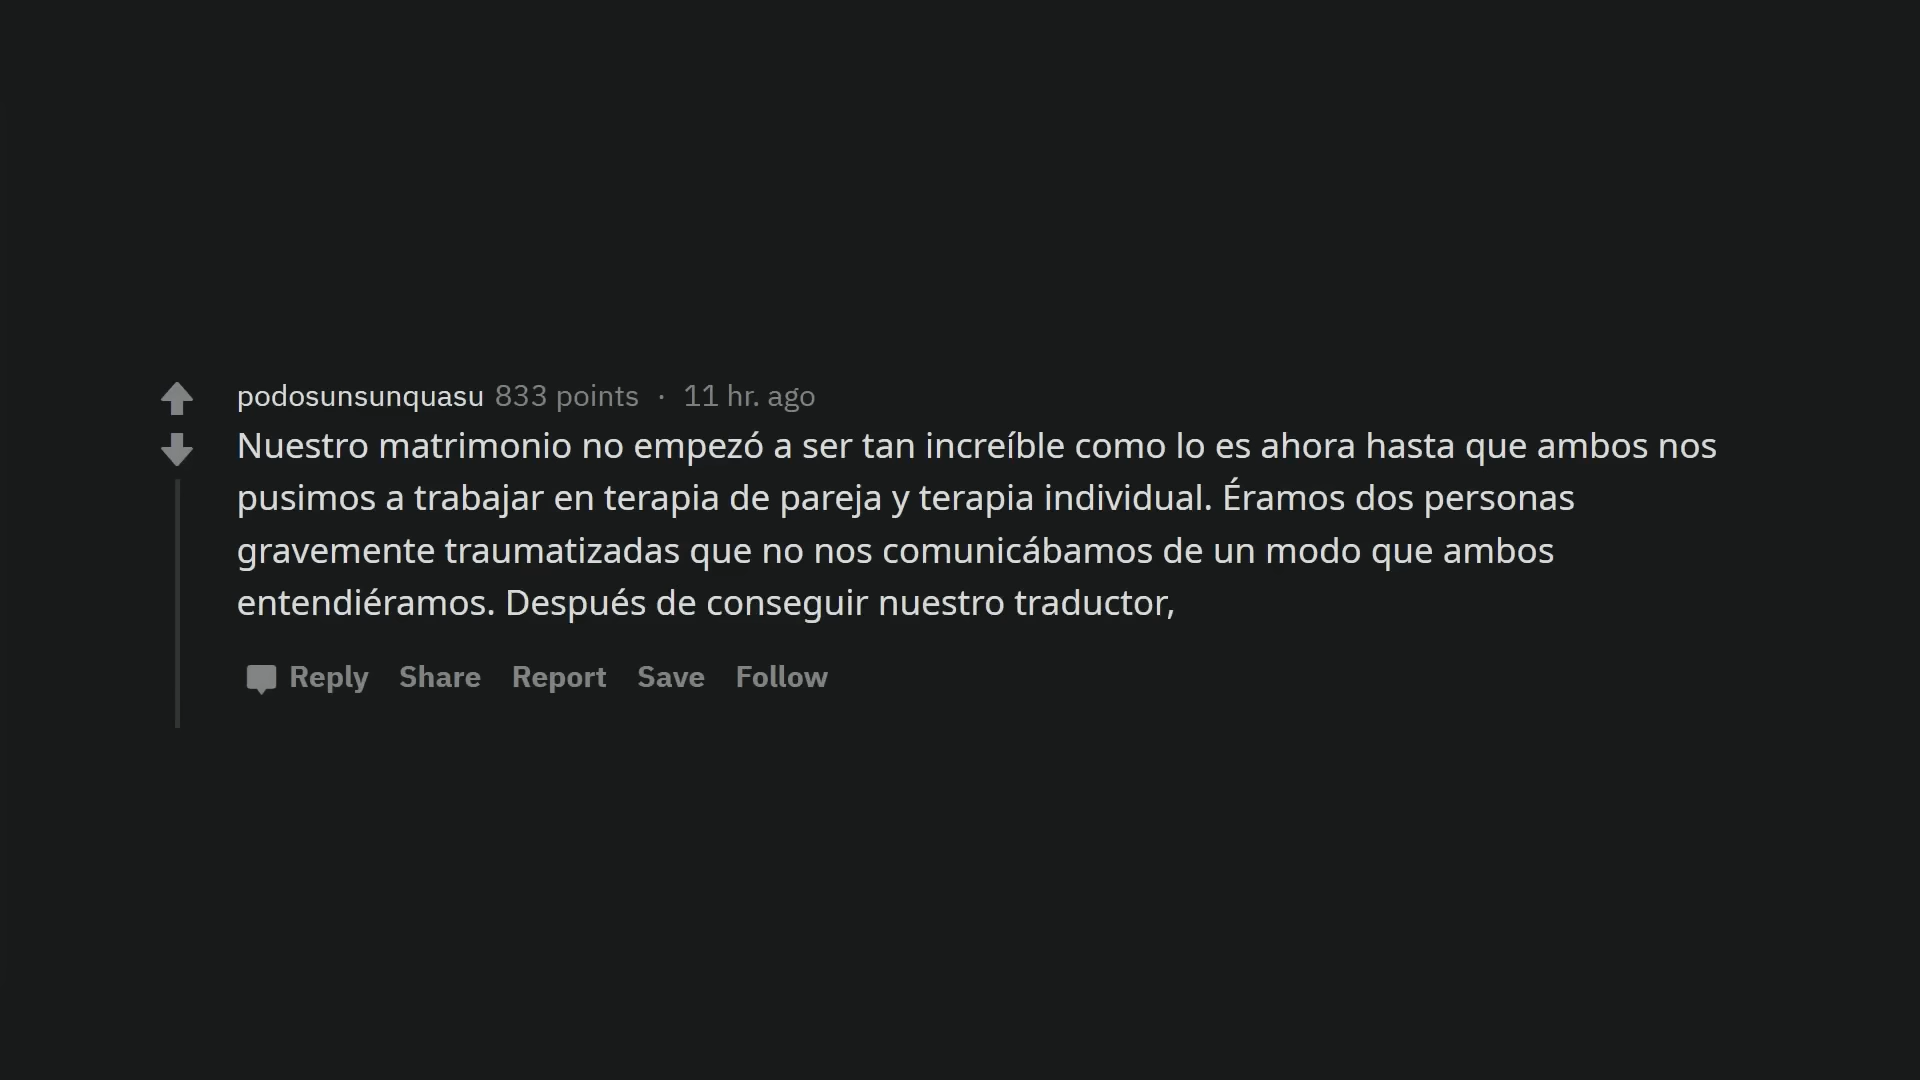 podosunsunquasu 833 points · 11 hr. ago
Nuestro matrimonio no empezó a ser tan increíble como lo es ahora hasta que ambos nos
pusimos a trabajar en terapia de pareja y terapia individual. Éramos dos personas
gravemente traumatizadas que no nos comunicábamos de un modo que ambos
entendiéramos. Después de conseguir nuestro traductor,
Reply Share Report Save Follow